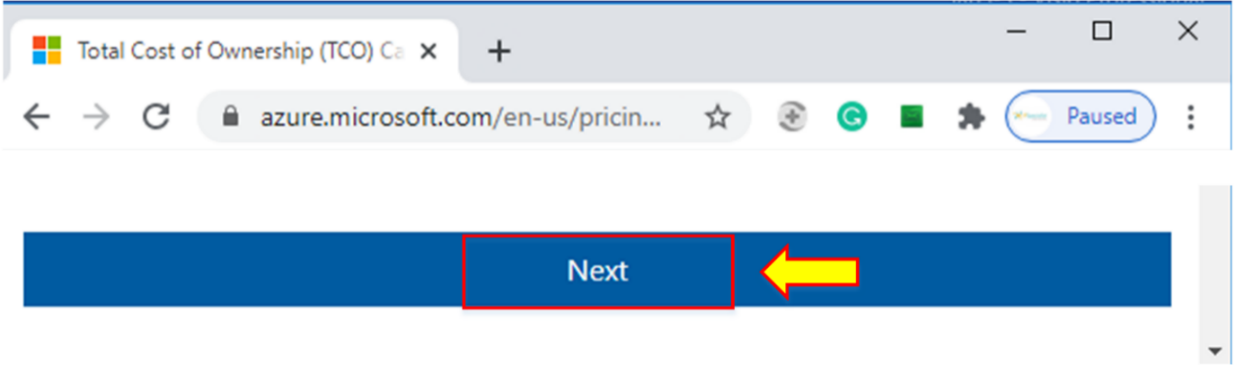 Total Cost of Ownership (TCO) Ca
azure.microsoft.com/en-us/pricin...
Paused
Next